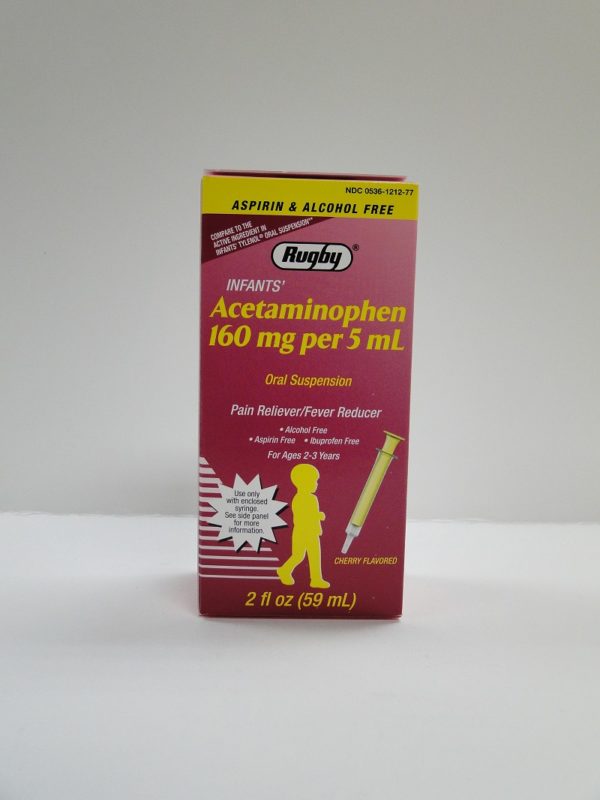 NDC 0536-1212-77
ASPIRIN & ALCOHOL FREE
COMPARE TO THE
ACTIVE INGREDIENT IN
INFANTS' TYLENOL® ORAL SUSPENSION**
Rugby®
INFANTS'
Acetaminophen
160 mg per 5 mL
Oral Suspension
Pain Reliever/Fever Reducer
• Alcohol Free
• Aspirin Free • Ibuprofen Free
For Ages 2-3 Years
Use only
with enclosed
syringe.
See side panel
for more
information.
CHERRY FLAVORED
2 fl oz (59 mL)